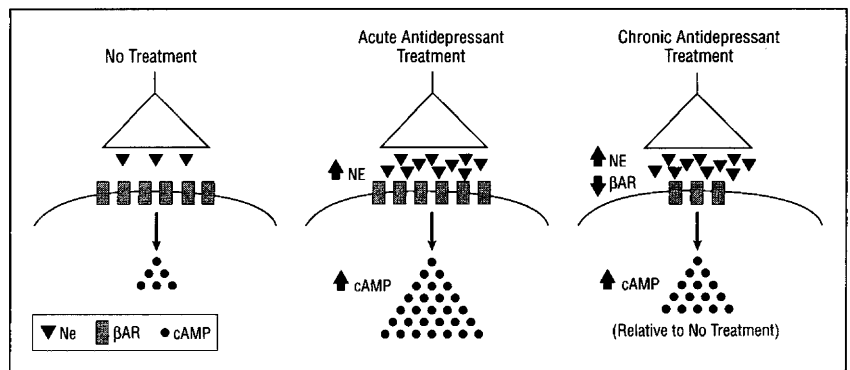 No Treatment
Acute Antidepressant
Treatment
Chronic Antidepressant
Treatment
NE
NE
βAR
cAMP
cAMP
(Relative to No Treatment)
Ne βAR cAMP